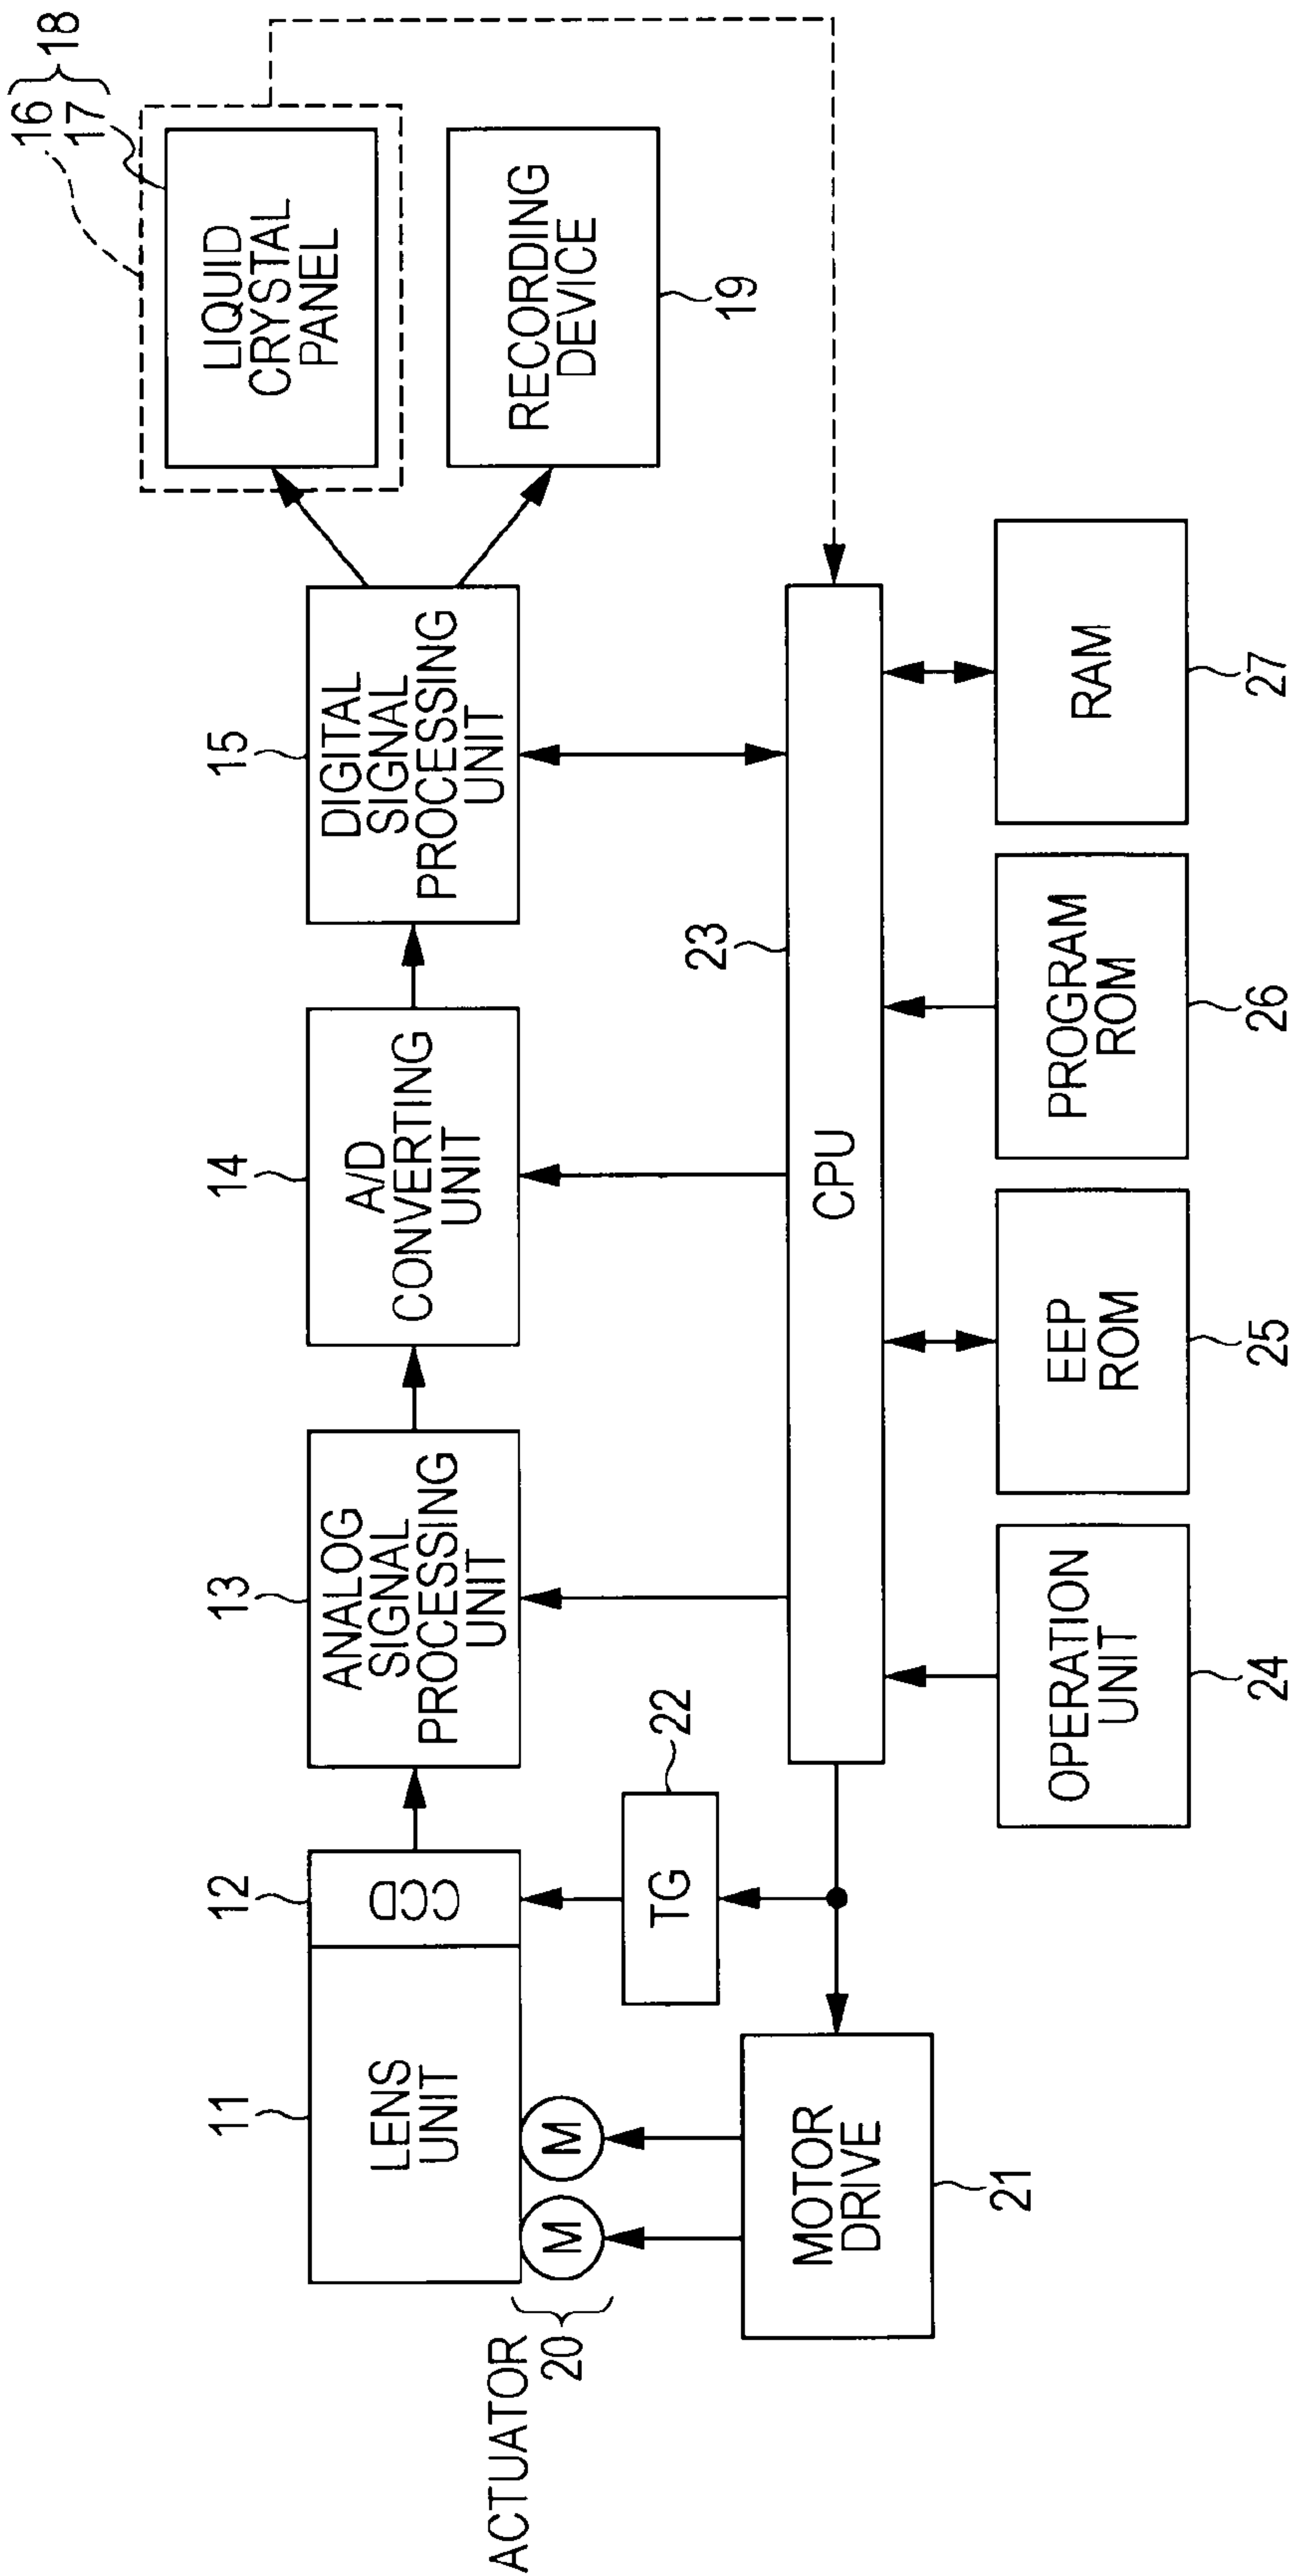 16
17
18
11
12
13
14
15
LENS
UNIT
CCD
ANALOG
SIGNAL
PROCESSING
UNIT
A/D
CONVERTING
UNIT
DIGITAL
SIGNAL
PROCESSING
UNIT
LIQUID
CRYSTAL
PANEL
RECORDING
DEVICE
19
ACTUATOR
20
M
M
TG
22
23
CPU
MOTOR
DRIVE
21
OPERATION
UNIT
24
EEP
ROM
25
PROGRAM
ROM
26
RAM
27